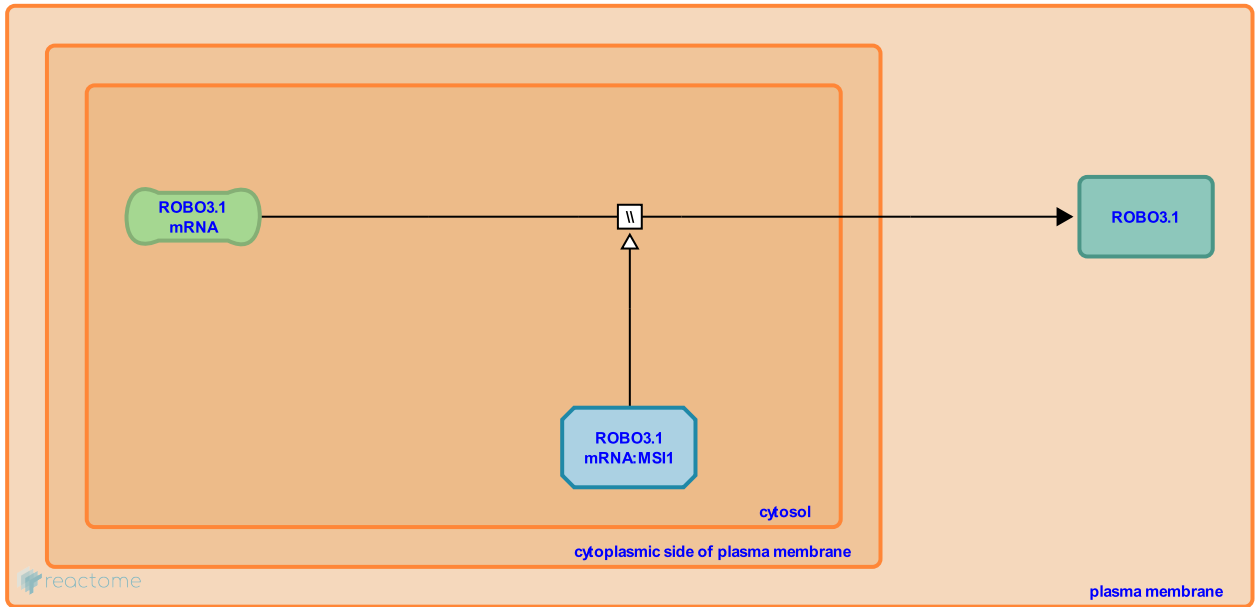 ROBO3.1
mRNA
\\
ROBO3.1
ROBO3.1
mRNA:MSI1
cytosol
cytoplasmic side of plasma membrane
reactome
plasma membrane